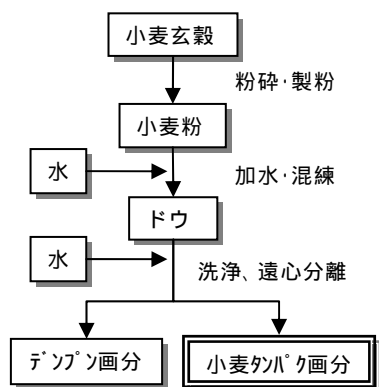 小麦玄穀
粉砕･製粉
小麦粉
水
加水･混練
ドウ
水
洗浄、遠心分離
ﾃﾞﾝﾌﾟﾝ画分
小麦ﾀﾝﾊﾟｸ画分